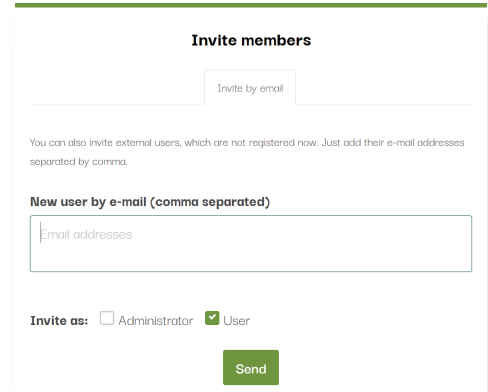 Invite members
Invite by email
You can also invite external users, which are not registered now. Just add their e-mail addresses
separated by comma.
New user by e-mail (comma separated)
Email addresses
Invite as: Administrator User
Send